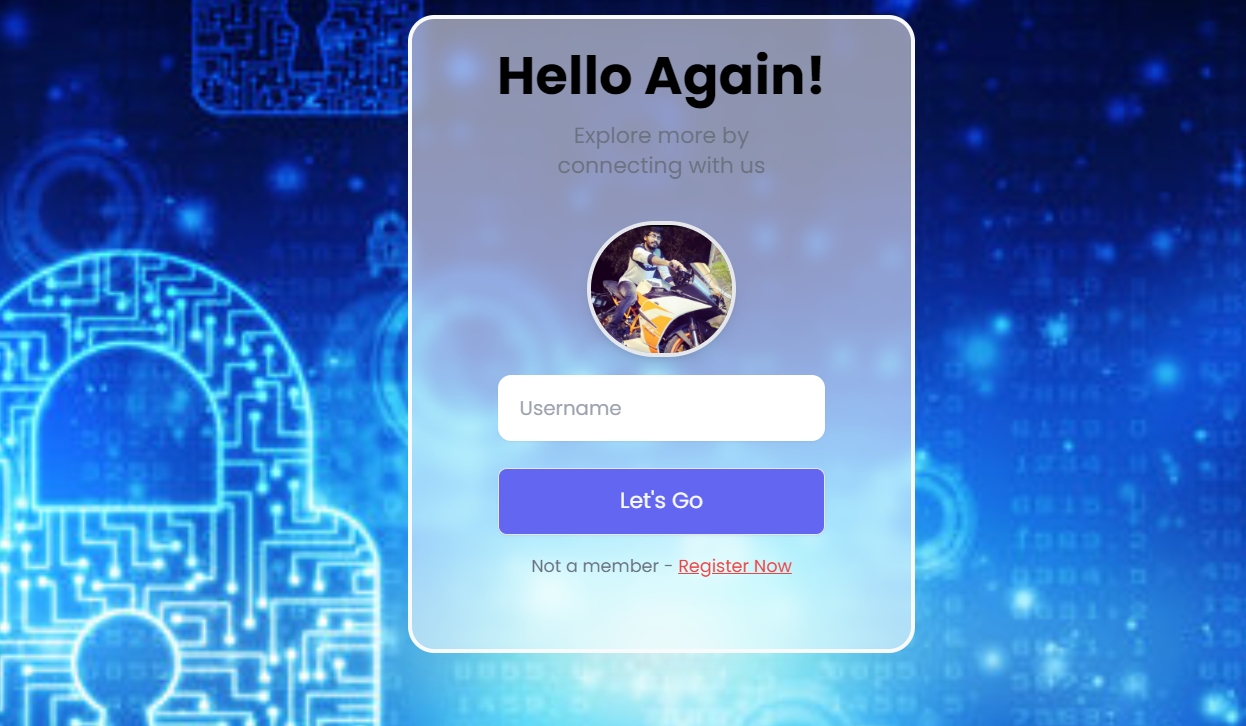 Hello Again!
Explore more by
connecting with us
Username
Let's Go
Not a member - Register Now